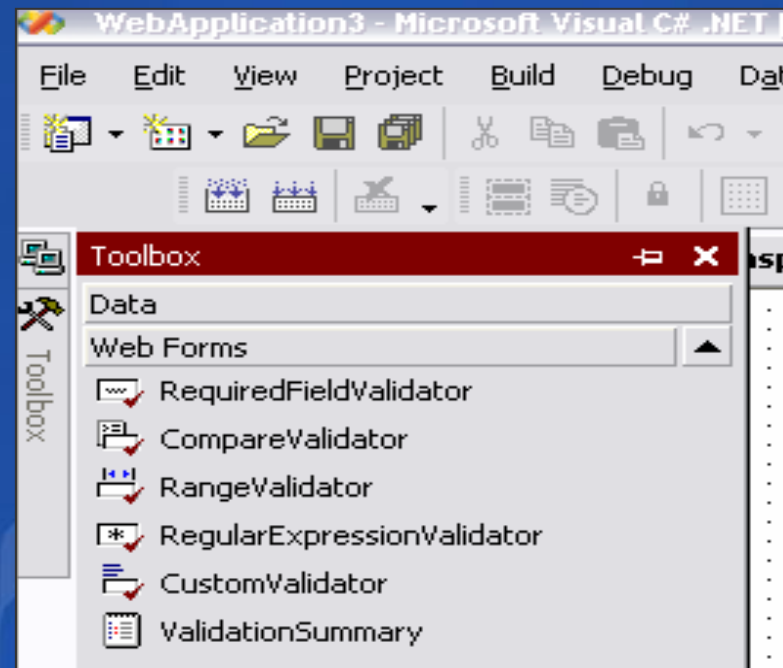 WebApplication3 - Microsoft Visual C# .NET
File Edit View Project Build Debug
Toolbox
Data
Web Forms
Toolbox
RequiredFieldValidator
CompareValidator
RangeValidator
RegularExpressionValidator
CustomValidator
ValidationSummary